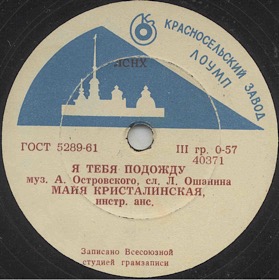 КРАСНОСЕЛЬСКИЙ ЗАВОД
ЛОУМП
ЛСНХ
ГОСТ 5289-61
III гр. 0-57
40371
Я ТЕБЯ ПОДОЖДУ
муз. А. Островского, сл. Л. Ошанина
МАЙЯ КРИСТАЛИНСКАЯ,
инстр. анс.
Записано Всесоюзной
студией грамзаписи